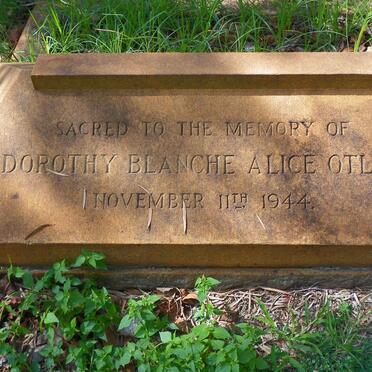 SACRED TO THE MEMORY OF
DOROTHY BLANCHE ALICE
NOVEMBER 11TH 1944.